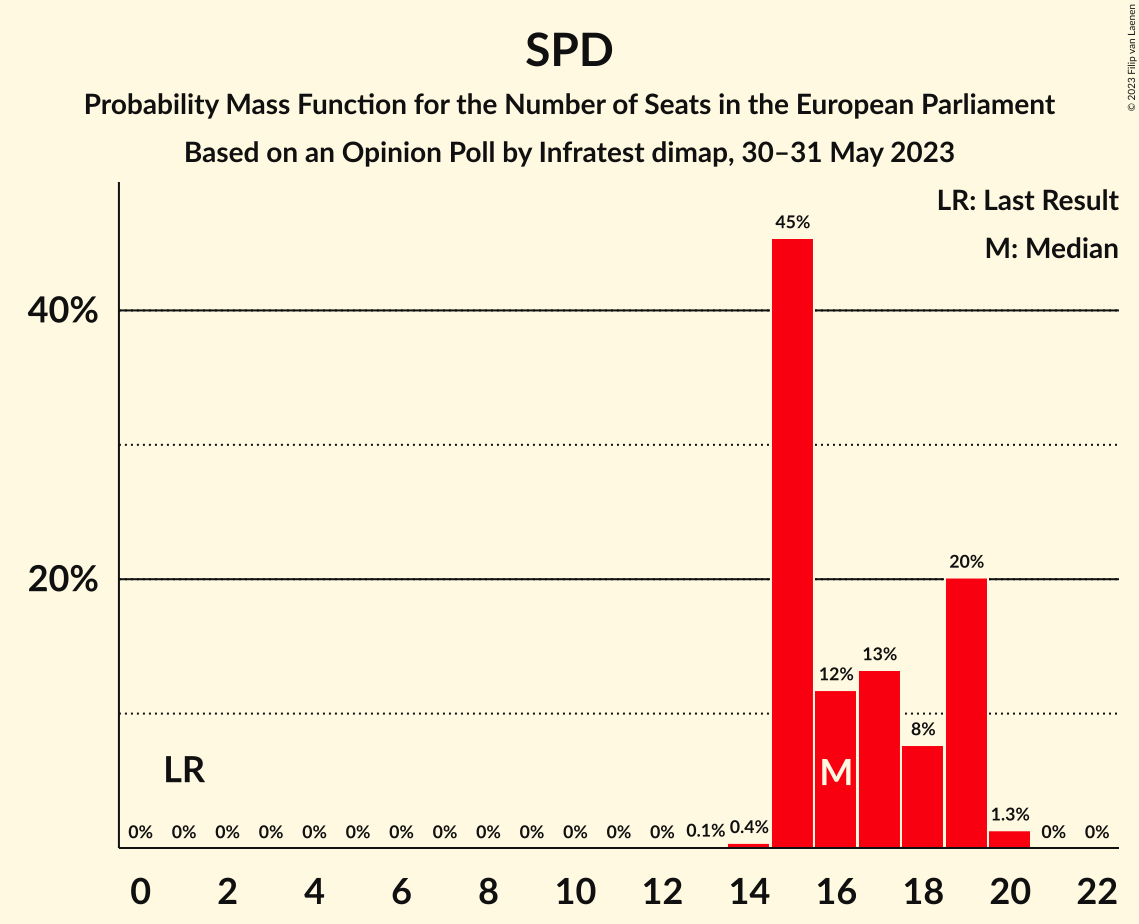 SPD
Probability Mass Function for the Number of Seats in the European Parliament
Based on an Opinion Poll by Infratest dimap, 30–31 May 2023
© 2023 Filip van Laenen
LR: Last Result
M: Median
45%
40%
20%
20%
13%
12%
8%
LR
M
0% 0% 0% 0% 0% 0% 0% 0% 0% 0% 0% 0% 0% 0.1% 0.4% 1.3% 0% 0%
0 2 4 6 8 10 12 14 16 18 20 22